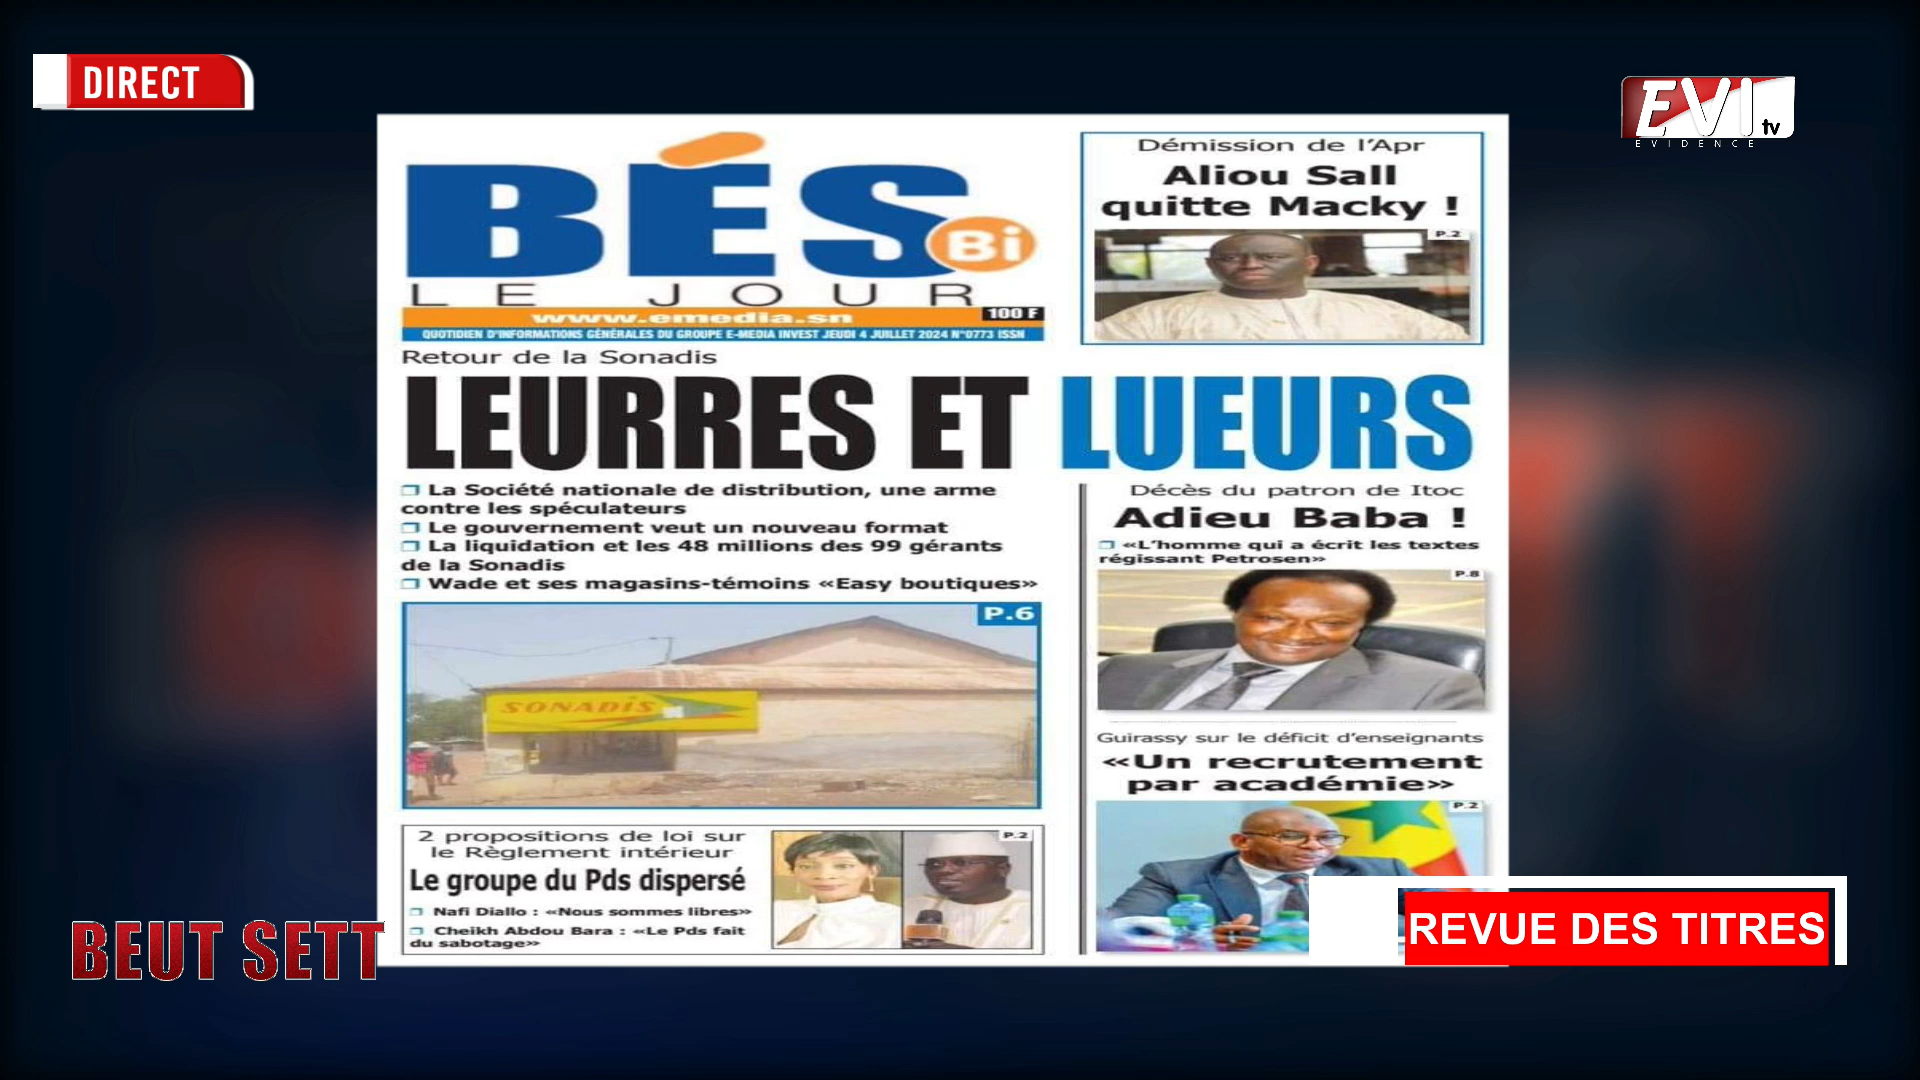 DIRECT
EVI tv
EVIDENCE
BÉS Bi
LE JOUR
www.emedia.sn
100 F
QUOTIDIEN D'INFORMATIONS GÉNÉRALES DU GROUPE E-MEDIA INVEST JEUDI 4 JUILLET 2024 N°0773 ISSN
Démission de l'Apr
Aliou Sall
quitte Macky !
P.2
Retour de la Sonadis
LEURRES ET LUEURS
La Société nationale de distribution, une arme
contre les spéculateurs
Le gouvernement veut un nouveau format
La liquidation et les 48 millions des 99 gérants
de la Sonadis
Wade et ses magasins-témoins «Easy boutiques»
P.6
SONADIS
Décès du patron de Itoc
Adieu Baba !
«L'homme qui a écrit les textes
régissant Petrosen»
P.8
Guirassy sur le déficit d'enseignants
«Un recrutement
par académie»
P.2
2 propositions de loi sur
le Règlement intérieur
Le groupe du Pds dispersé
Nafi Diallo : «Nous sommes libres»
Cheikh Abdou Bara : «Le Pds fait
du sabotage»
P.2
BEUT SETT
REVUE DES TITRES